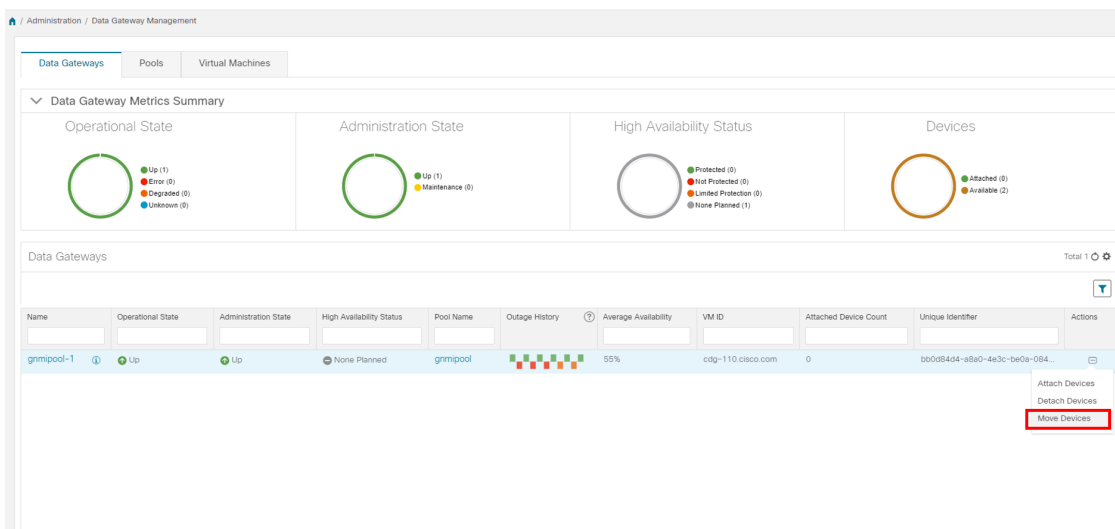 / Administration / Data Gateway Management
Data Gateways Pools Virtual Machines
Data Gateway Metrics Summary
Operational State
Up (1)
Error (0)
Degraded (0)
Unknown (0)
Administration State
Up (1)
Maintenance (0)
High Availability Status
Protected (0)
Not Protected (0)
Limited Protection (0)
None Planned (1)
Devices
Attached (0)
Available (2)
Data Gateways Total 1
Name Operational State Administration State High Availability Status Pool Name Outage History ? Average Availability VM ID Attached Device Count Unique Identifier Actions
gnmipool-1 i Up Up None Planned gnmipool 55% cdg-110.cisco.com 0 bb0d84d4-a8a0-4e3c-be0a-084...
Attach Devices
Detach Devices
Move Devices